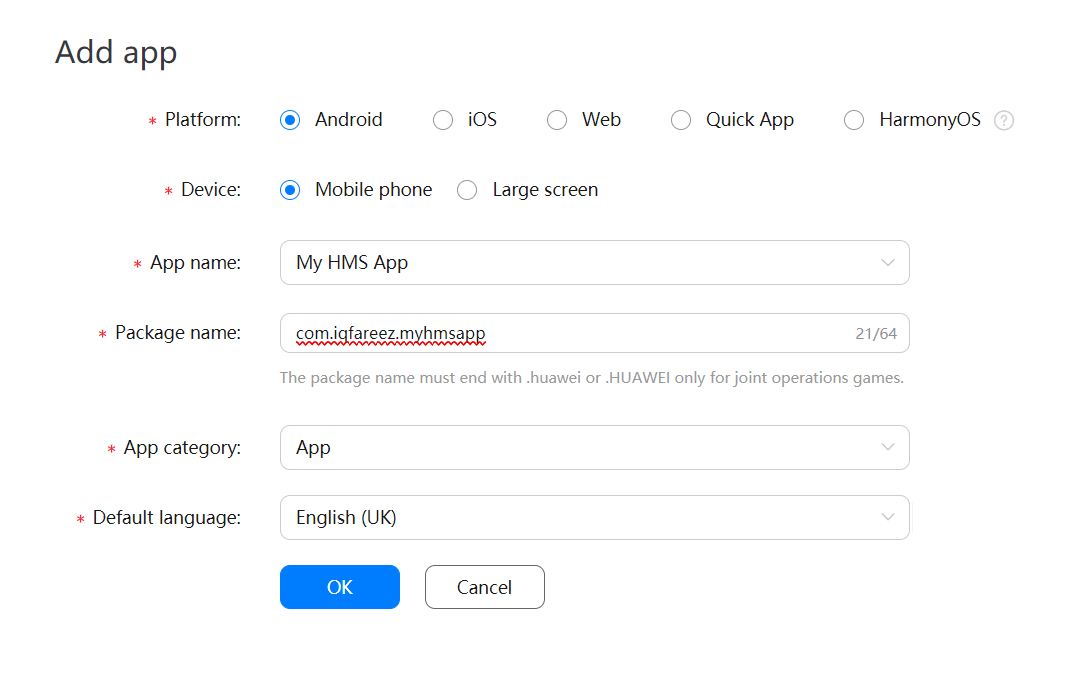 Add app
* Platform: Android iOS Web Quick App HarmonyOS ?
* Device: Mobile phone Large screen
* App name: My HMS App
* Package name: com.iqfareez.myhmsapp 21/64
The package name must end with .huawei or .HUAWEI only for joint operations games.
* App category: App
* Default language: English (UK)
OK Cancel